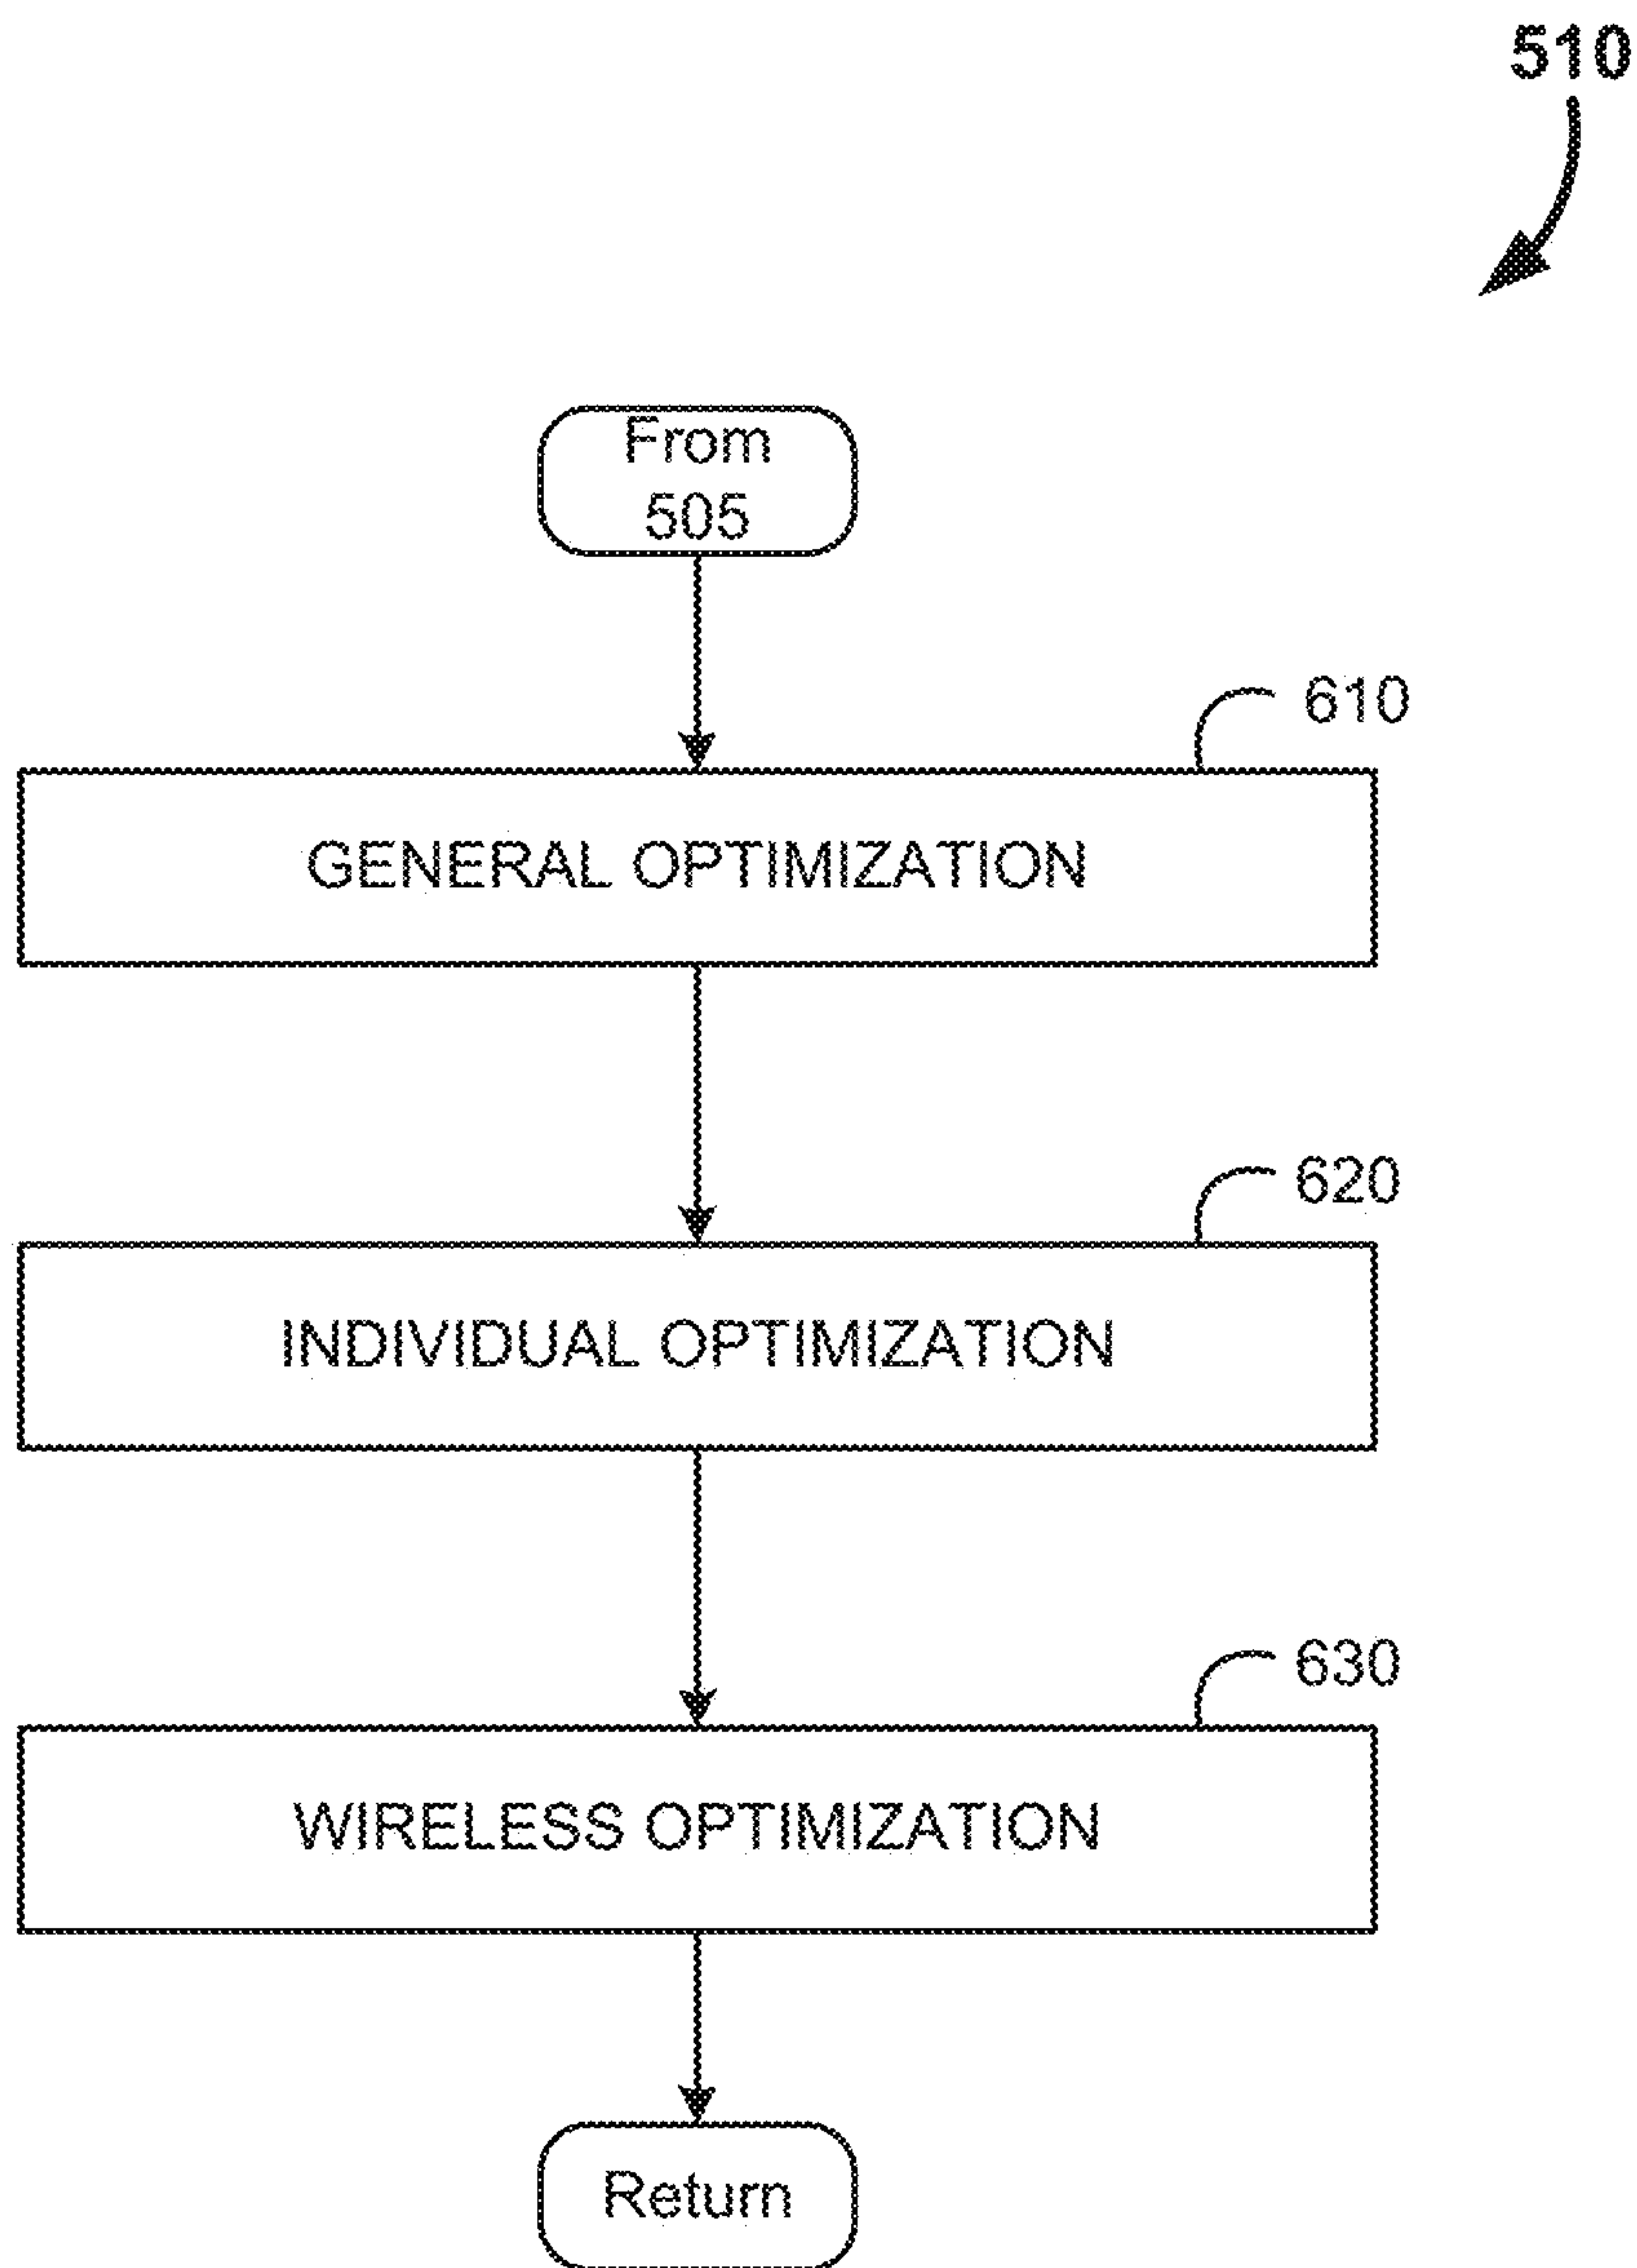 510
From
505
610
GENERAL OPTIMIZATION
620
INDIVIDUAL OPTIMIZATION
630
WIRELESS OPTIMIZATION
Return